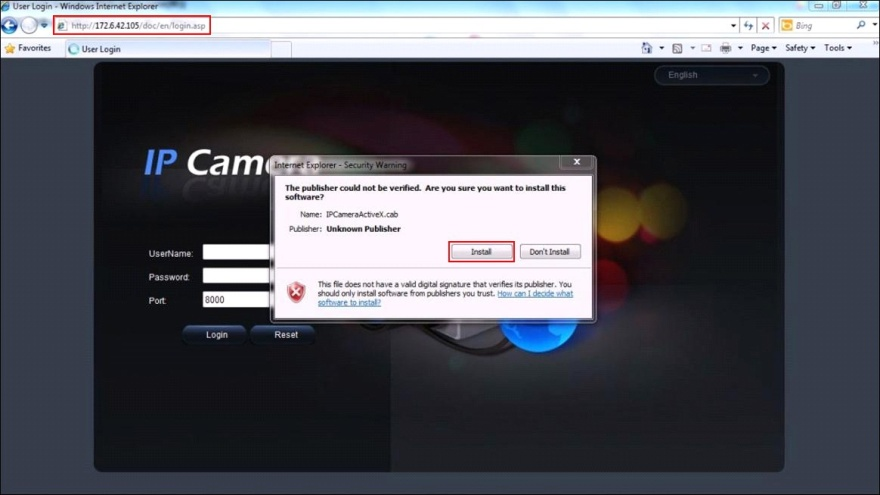 User Login - Windows Internet Explorer
http://172.6.42.105/doc/en/login.asp
Bing
Favorites
User Login
Page
Safety
Tools
English
IP Camera
Internet Explorer - Security Warning
The publisher could not be verified. Are you sure you want to install this
software?
Name: IPCameraActiveX.cab
Publisher: Unknown Publisher
Install
Don't Install
This file does not have a valid digital signature that verifies its publisher. You
should only install software from publishers you trust. How can I decide what
software to install?
UserName:
Password:
Port:
8000
Login
Reset